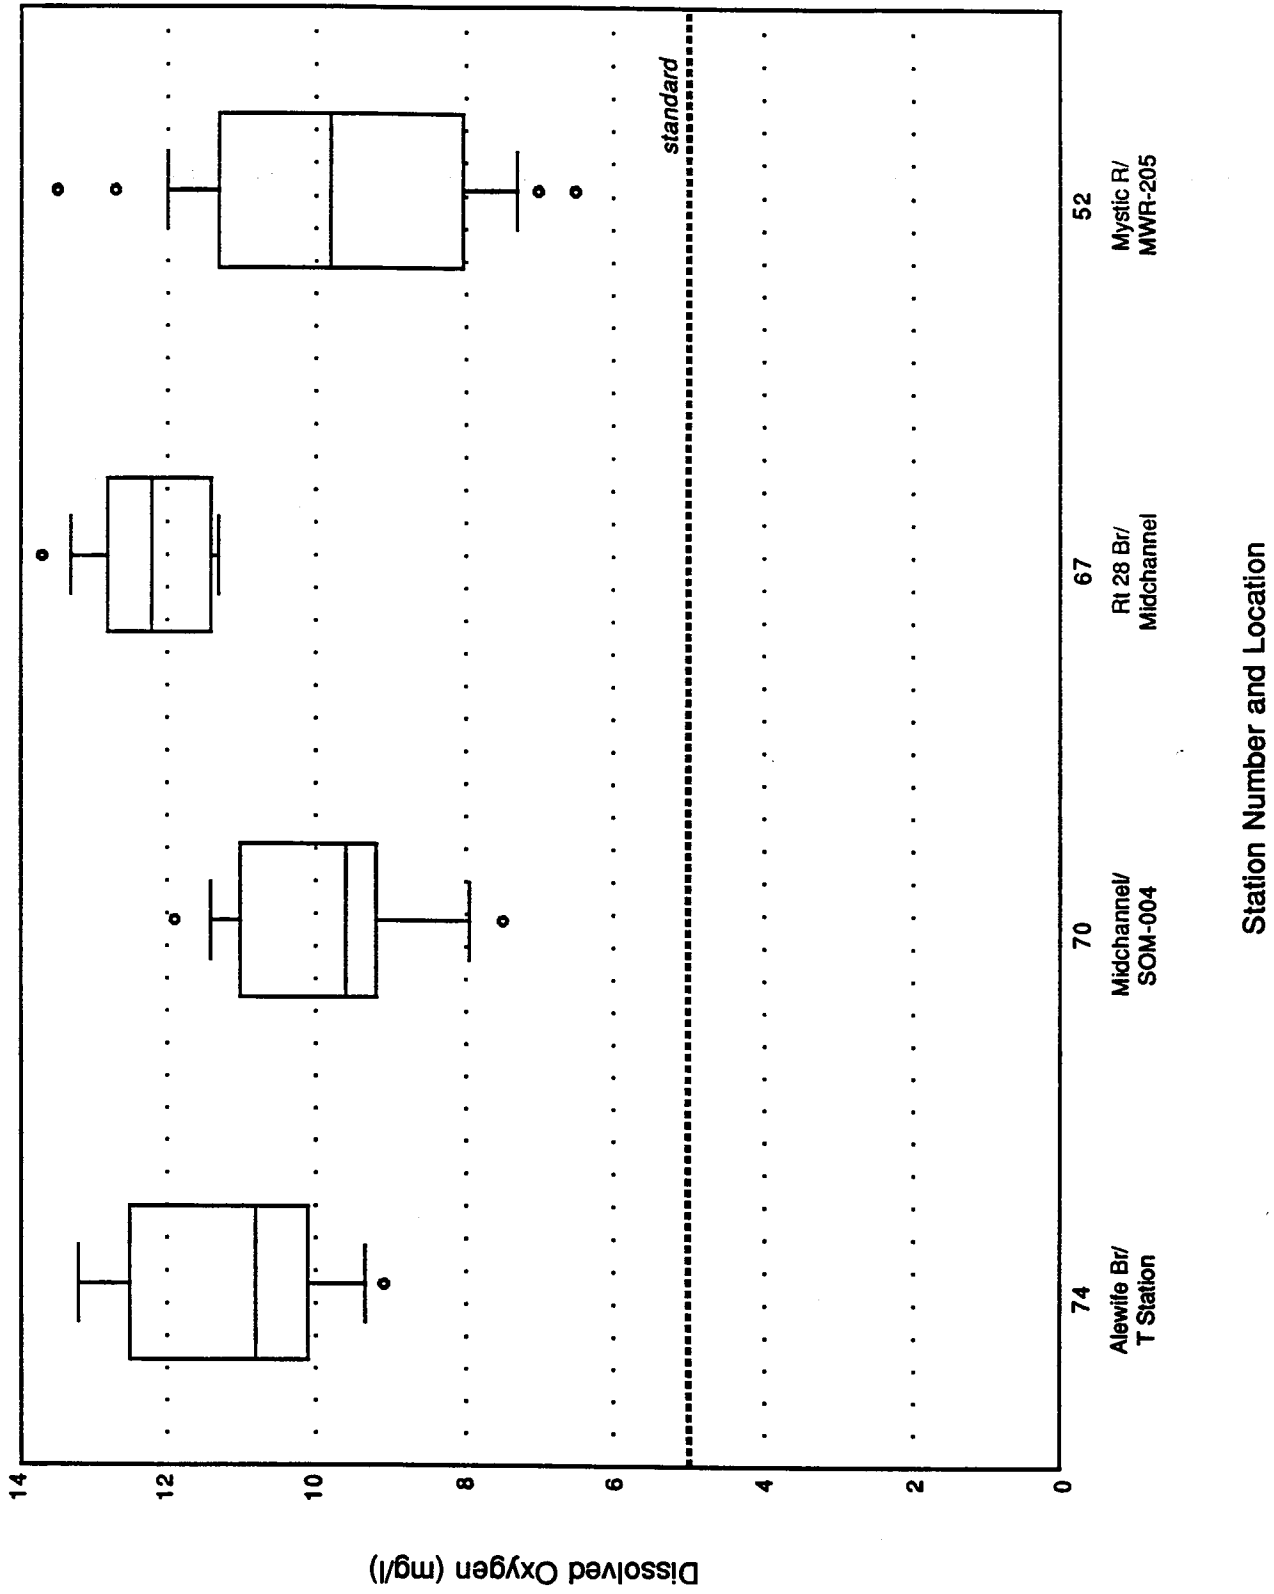 Dissolved Oxygen (mg/l)
14
12
10
8
6
4
2
0
standard
74
70
67
52
Alewife Br/
T Station
Midchannel/
SOM-004
Rt 28 Br/
Midchannel
Mystic R/
MWR-205
Station Number and Location